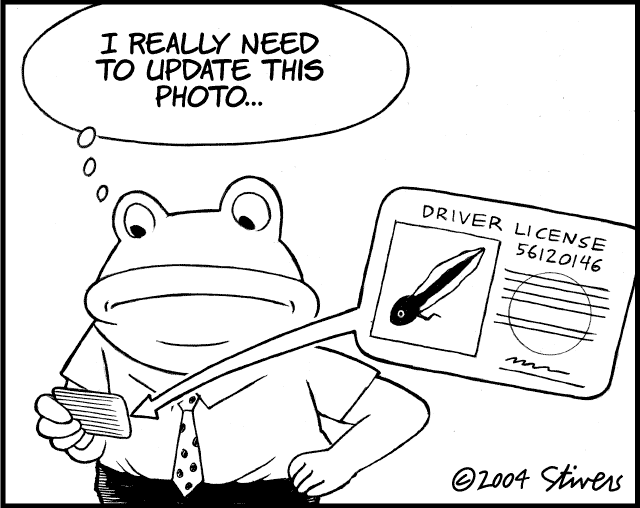 I REALLY NEED
TO UPDATE THIS
PHOTO...
DRIVER LICENSE
56120146
©2004 Stivers